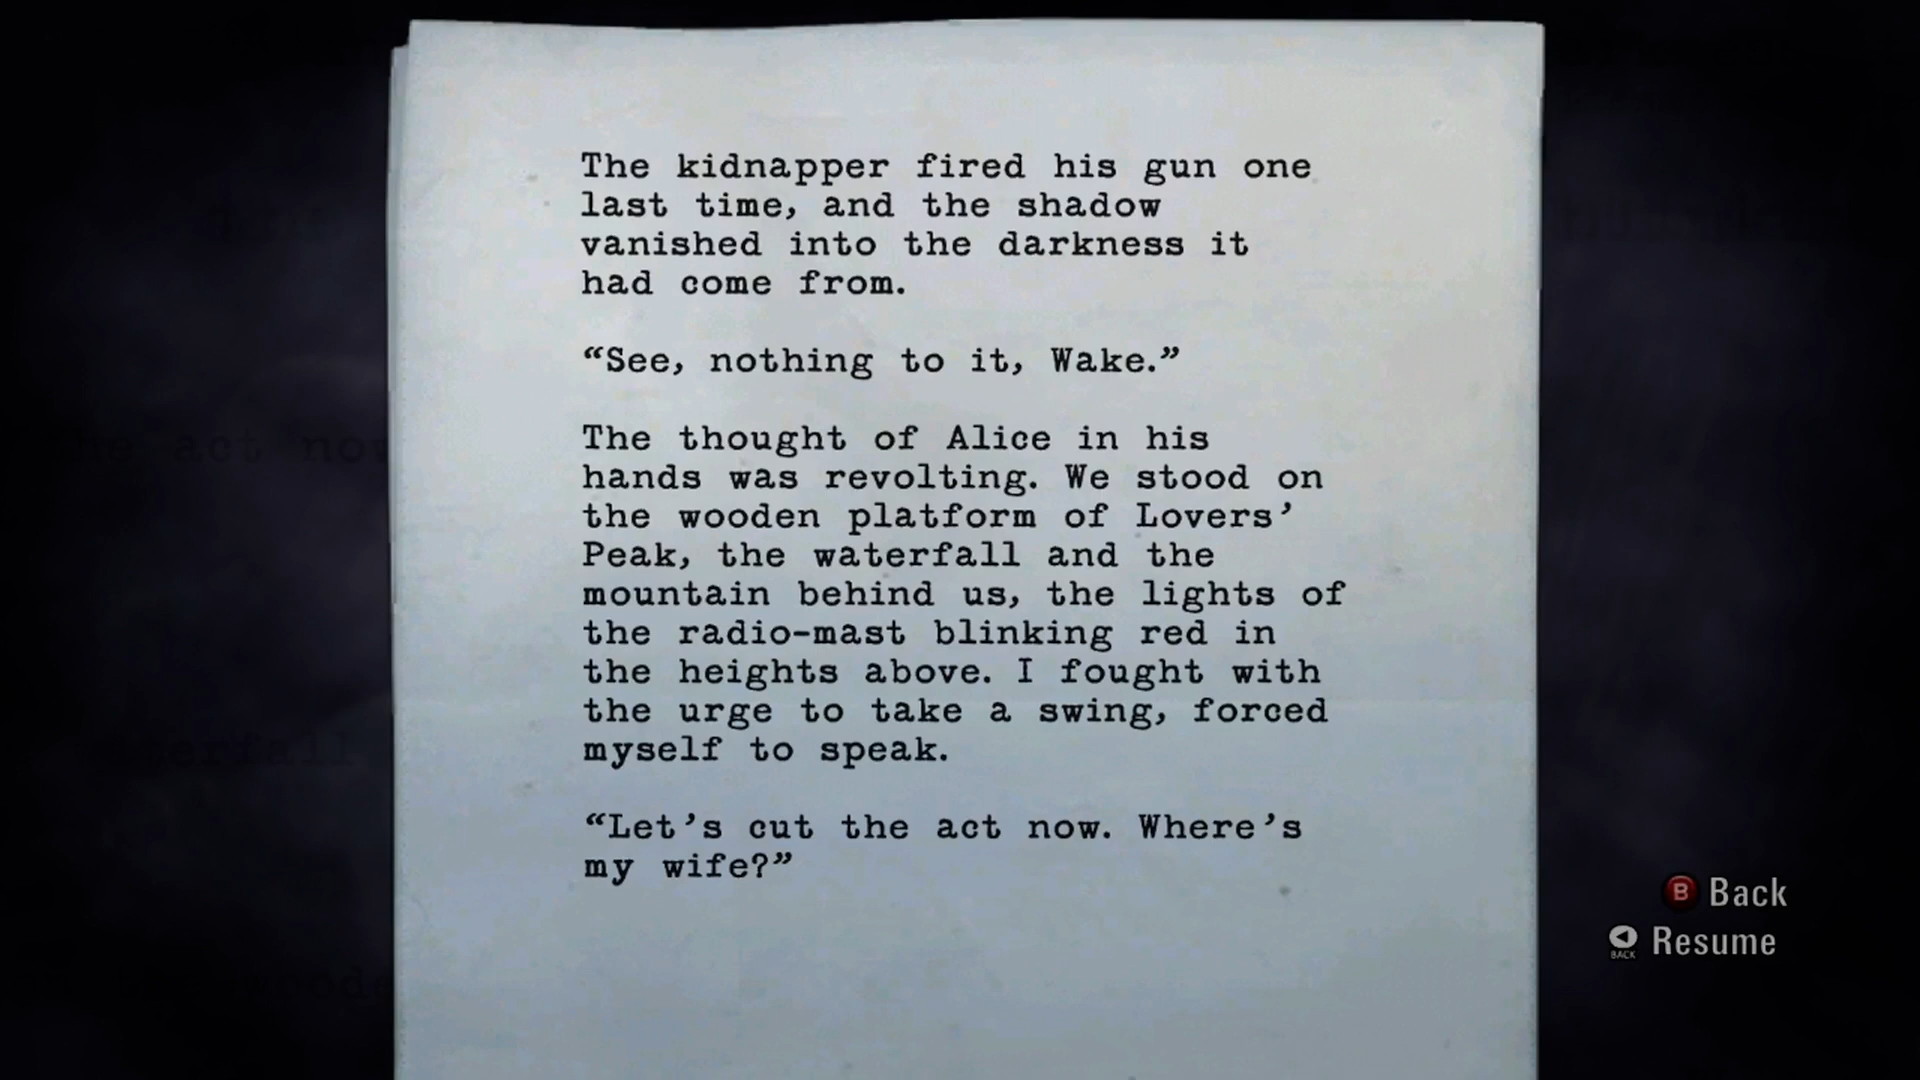 The kidnapper fired his gun one
last time, and the shadow
vanished into the darkness it
had come from.
“See, nothing to it, Wake.”
The thought of Alice in his
hands was revolting. We stood on
the wooden platform of Lovers’
Peak, the waterfall and the
mountain behind us, the lights of
the radio-mast blinking red in
the heights above. I fought with
the urge to take a swing, forced
myself to speak.
“Let’s cut the act now. Where’s
my wife?”
B Back
BACK Resume